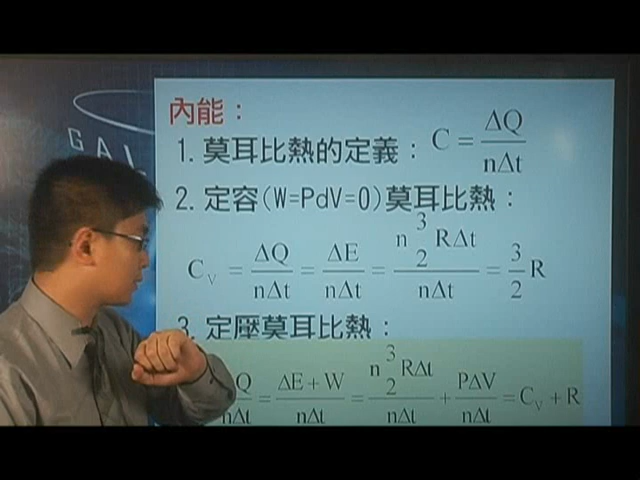 GAL
內能：
1. 莫耳比熱的定義： C = ΔQ / nΔt
2. 定容(W=PdV=0)莫耳比熱：
C_V = ΔQ / nΔt = ΔE / nΔt = n 3/2 RΔt / nΔt = 3/2 R
3. 定壓莫耳比熱：
Q / nΔt = ΔE + W / nΔt = n 3/2 RΔt / nΔt + PΔV / nΔt = C_V + R